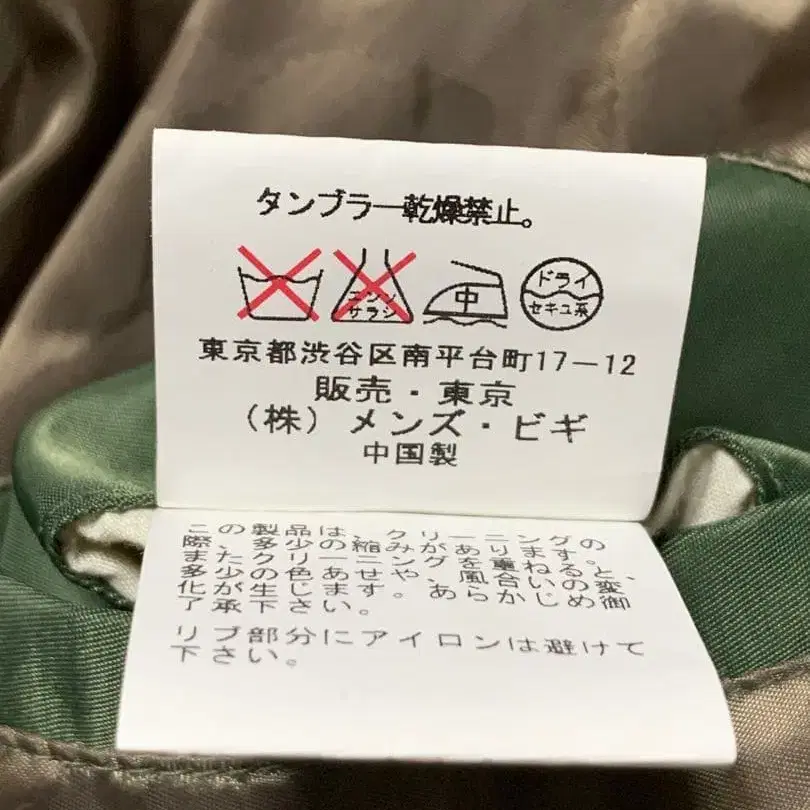 タンブラー乾燥禁止。
エンソ
サラシ
中
ドライ
セキユ系
東京都渋谷区南平台町17-12
販売・東京
(株)メンズ・ビギ
中国製
この製品は、クリーニングの
際、多少の縮みがあります。
またクリーニングを重ねると、
多少の色あせや、風合いの変
化が生じます。あらかじめ御
了承下さい。
リブ部分にアイロンは避けて
下さい。